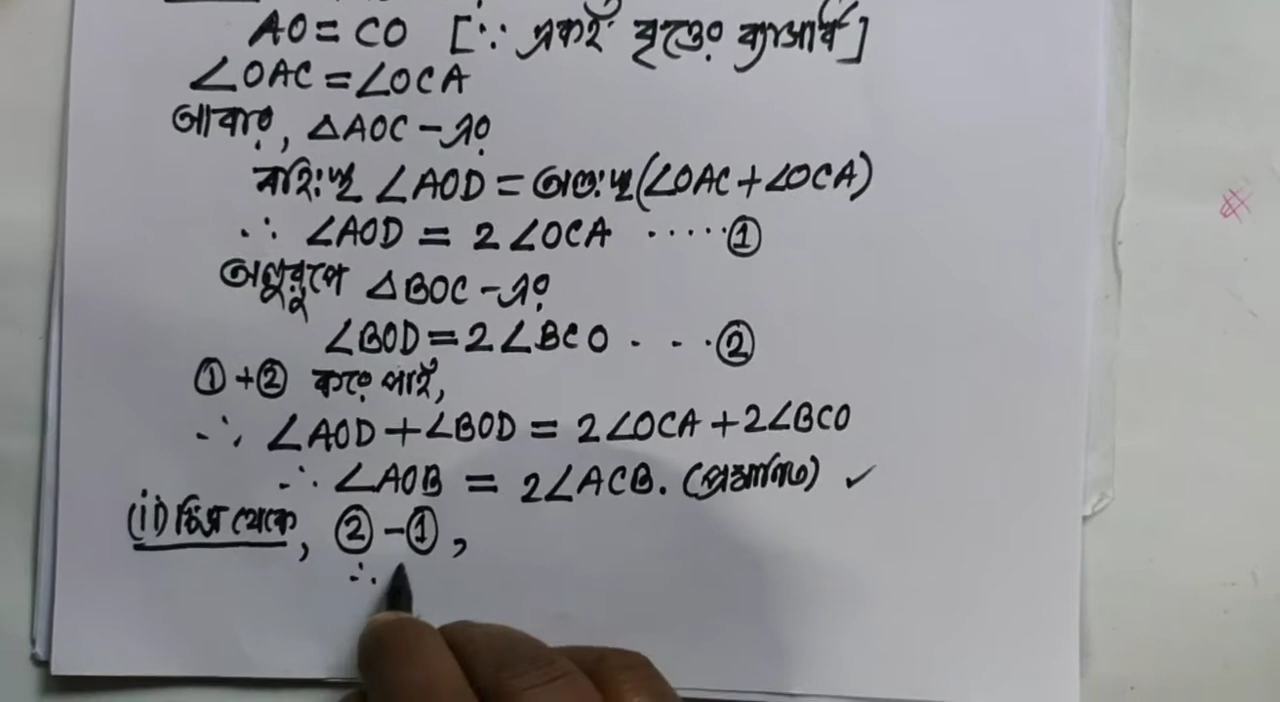 AO = CO [∵ একই বৃত্তের ব্যাসার্ধ]
∠OAC = ∠OCA
আবার, △AOC - এর
বহিঃস্থ ∠AOD = অন্তঃস্থ (∠OAC + ∠OCA)
∴ ∠AOD = 2 ∠OCA ..... ①
অনুরূপে △BOC - এর
∠BOD = 2 ∠BCO . . . ②
① + ② করে পাই,
∴ ∠AOD + ∠BOD = 2∠OCA + 2∠BCO
∴ ∠AOB = 2∠ACB. (প্রমাণিত) ✓
(ii) চিত্র থেকে, ② - ①,
∴